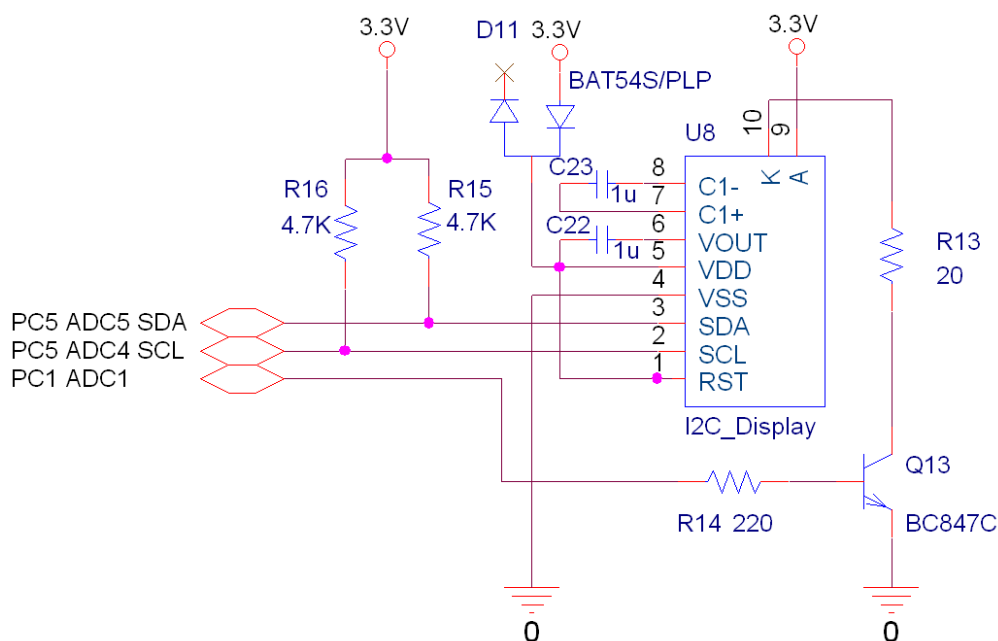 3.3V
D11
3.3V
3.3V
BAT54S/PLP
10
9
U8
K
A
R16
4.7K
R15
4.7K
C23
1u
C22
1u
8
7
6
5
4
3
2
1
C1-
C1+
VOUT
VDD
VSS
SDA
SCL
RST
R13
20
PC5 ADC5 SDA
PC5 ADC4 SCL
PC1 ADC1
I2C_Display
Q13
BC847C
R14 220
0
0